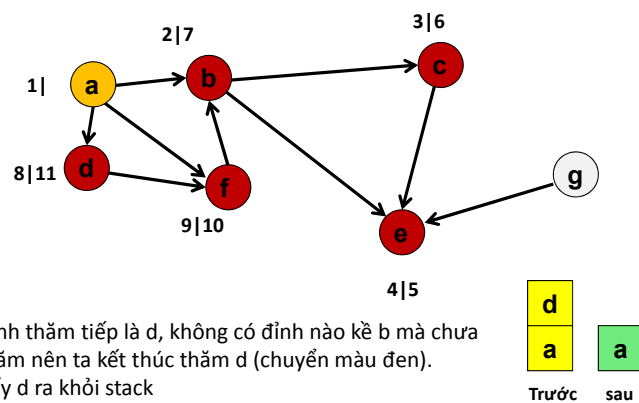 3|6
2|7
c
1|
a
b
8|11
d
f
g
9|10
e
4|5
nh thăm tiếp là d, không có đỉnh nào kề b mà chưa
ăm nên ta kết thúc thăm d (chuyển màu đen).
y d ra khỏi stack
d
a
a
Trước
sau